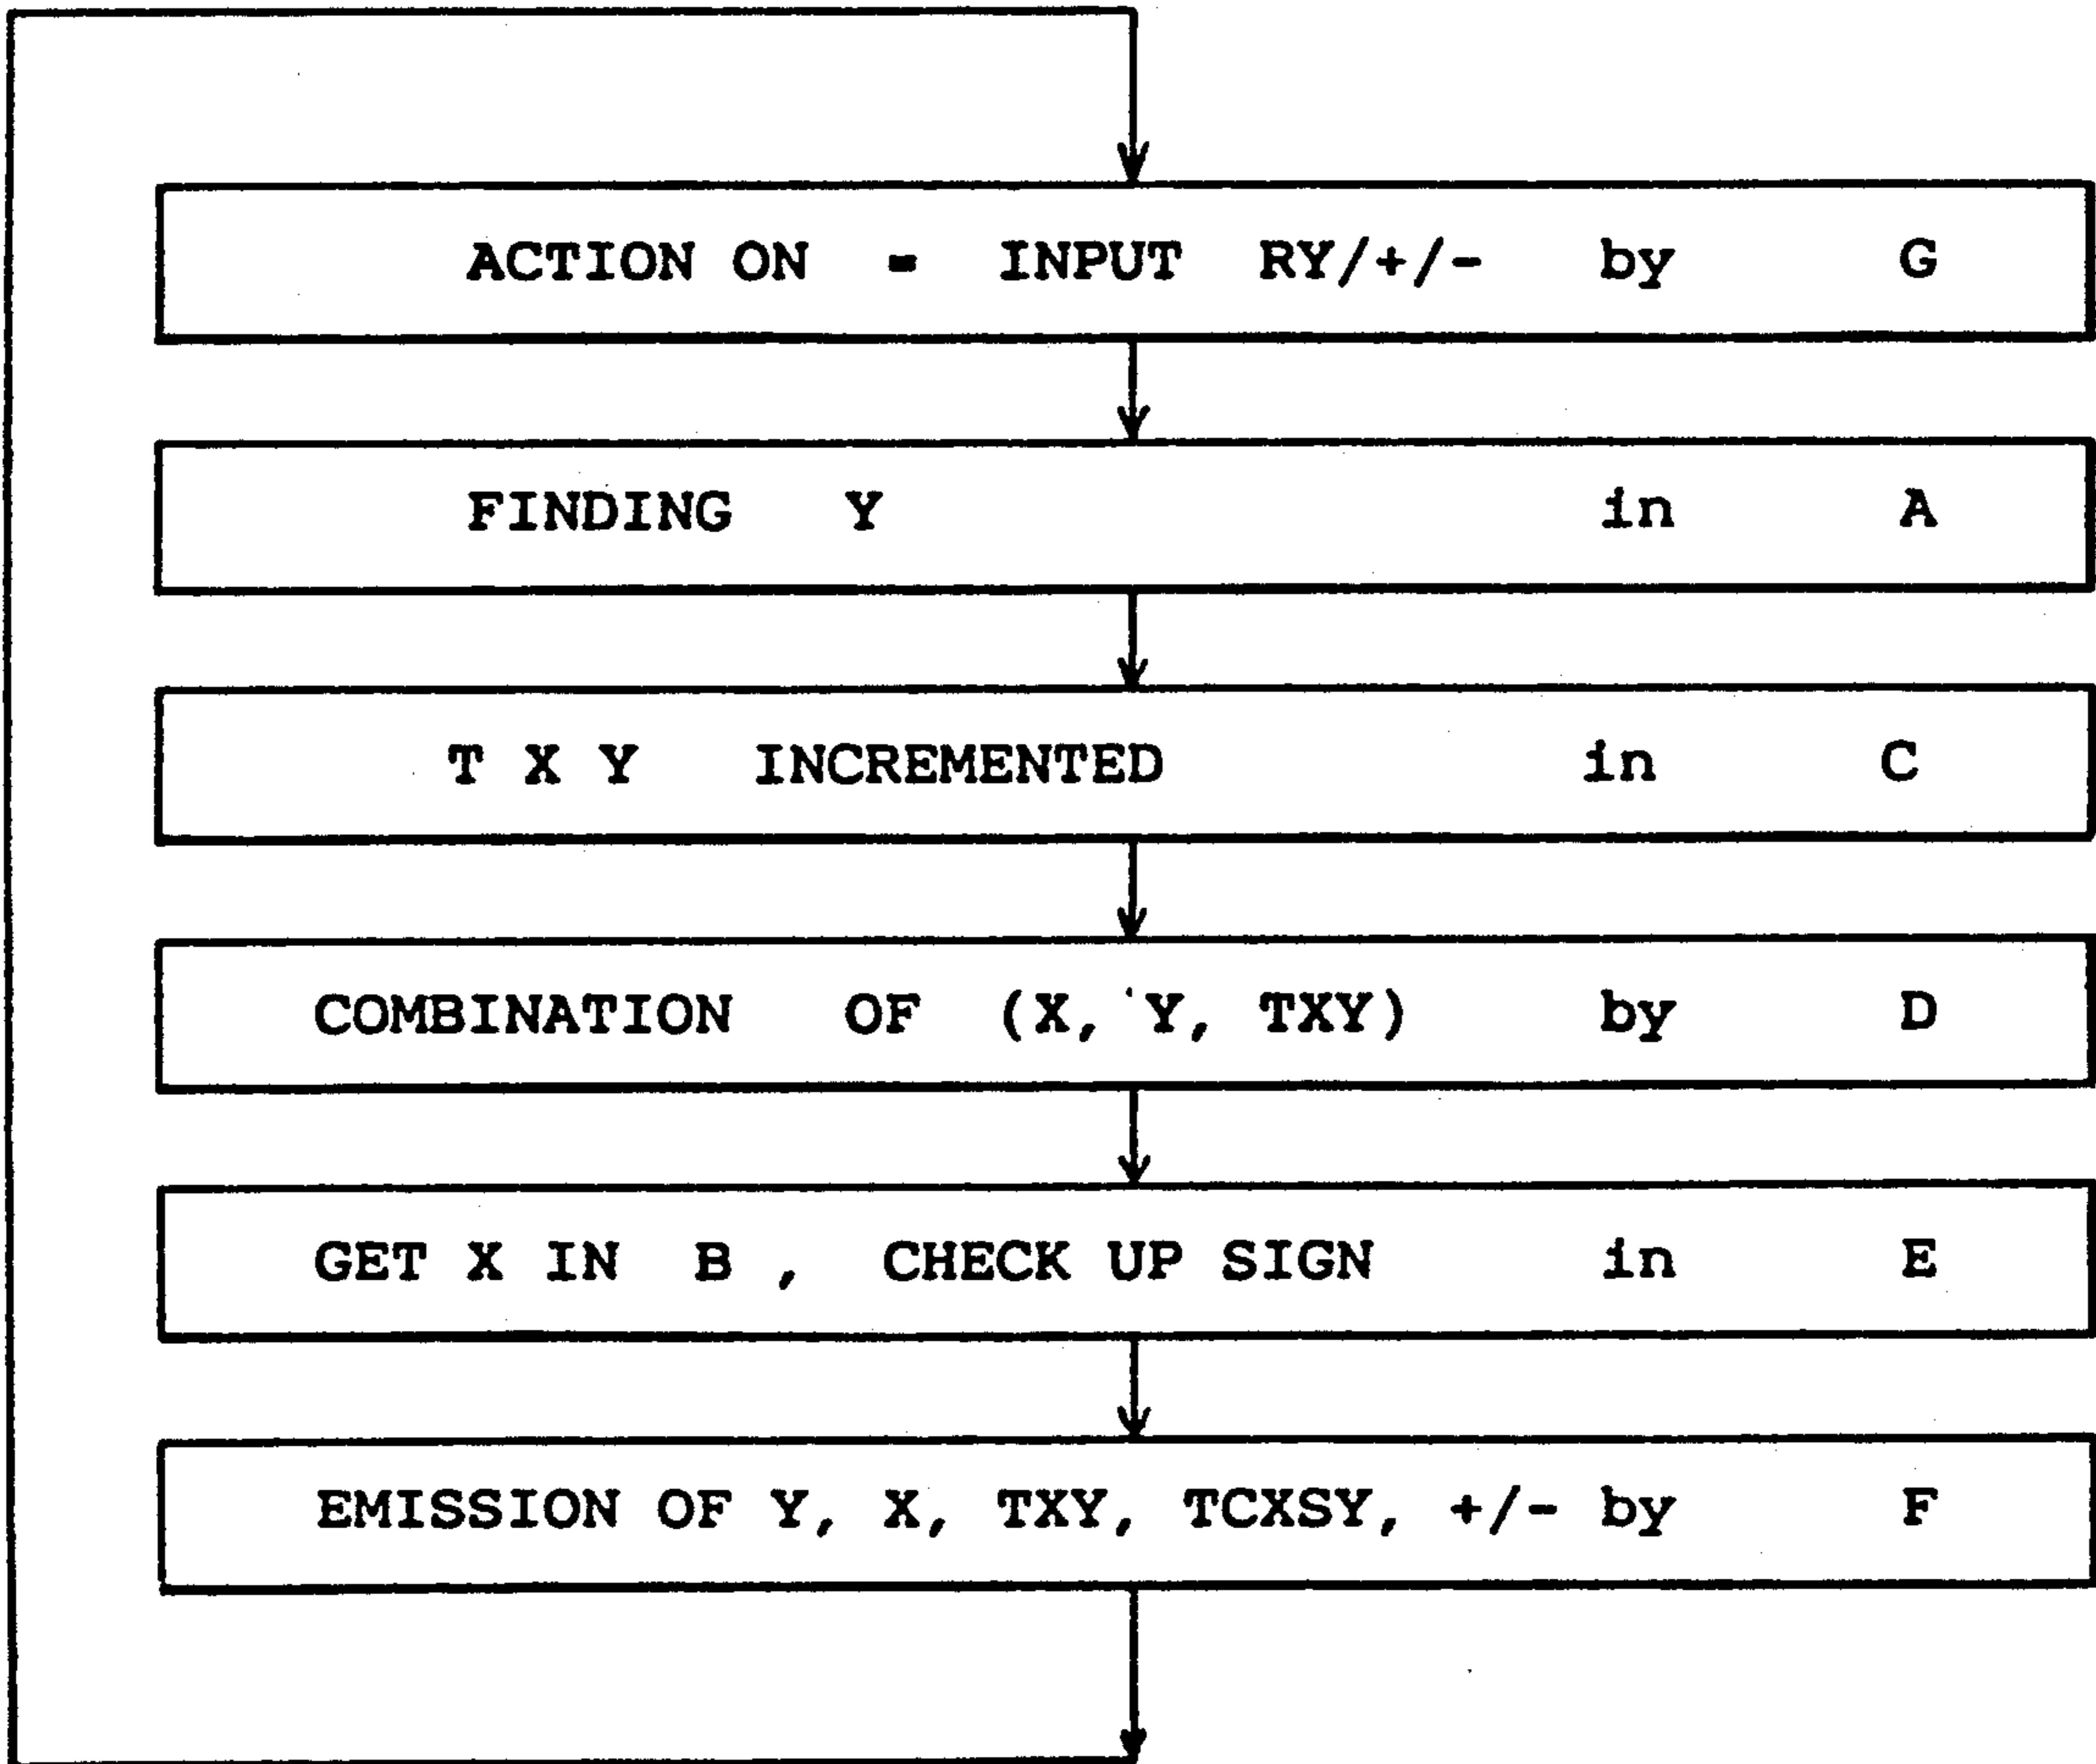 ACTION ON = INPUT RY/+/- by G
FINDING Y in A
T X Y INCREMENTED in C
COMBINATION OF (X, Y, TXY) by D
GET X IN B , CHECK UP SIGN in E
EMISSION OF Y, X, TXY, TCXSY, +/- by F